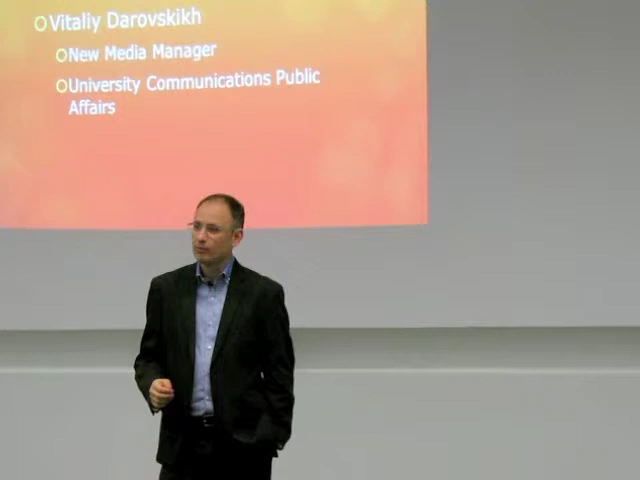 Vitaliy Darovskikh
New Media Manager
University Communications Public
Affairs